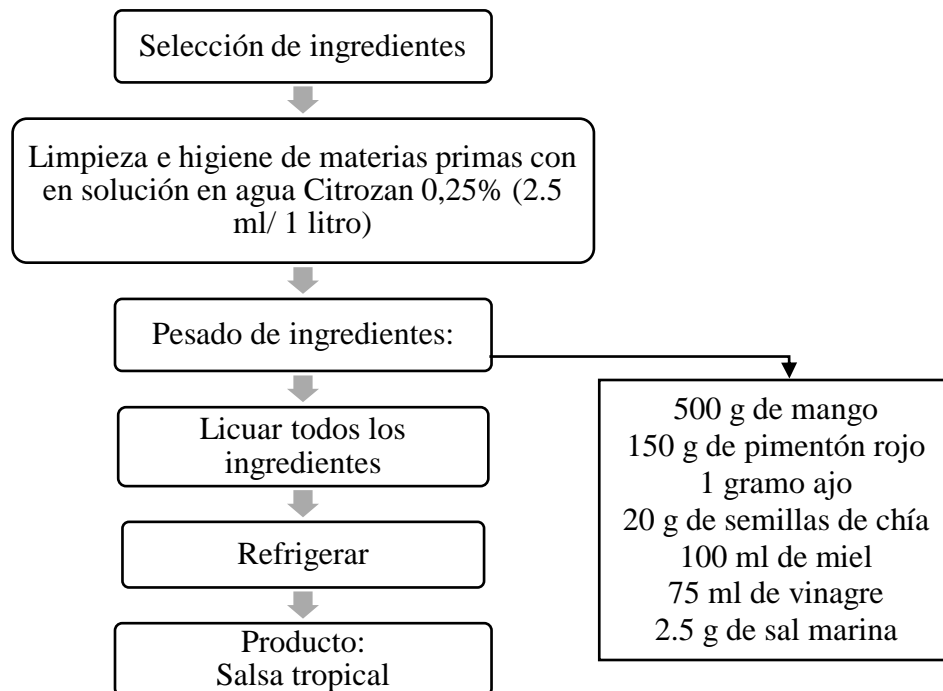 Selección de ingredientes
Limpieza e higiene de materias primas con
en solución en agua Citrozan 0,25% (2.5
ml/ 1 litro)
Pesado de ingredientes:
500 g de mango
150 g de pimentón rojo
1 gramo ajo
20 g de semillas de chía
100 ml de miel
75 ml de vinagre
2.5 g de sal marina
Licuar todos los
ingredientes
Refrigerar
Producto:
Salsa tropical